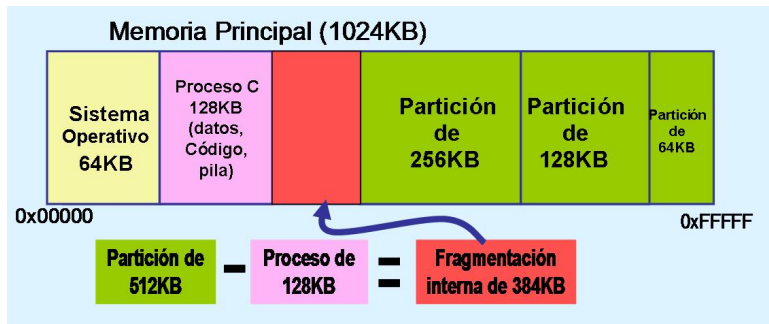 Memoria Principal (1024KB)
Sistema
Operativo
64KB
Proceso C
128KB
(datos,
Código,
pila)
Partición
de
256KB
Partición
de
128KB
Partición
de
64KB
0x00000
0xFFFFF
Partición de
512KB
-
Proceso de
128KB
=
Fragmentación
interna de 384KB